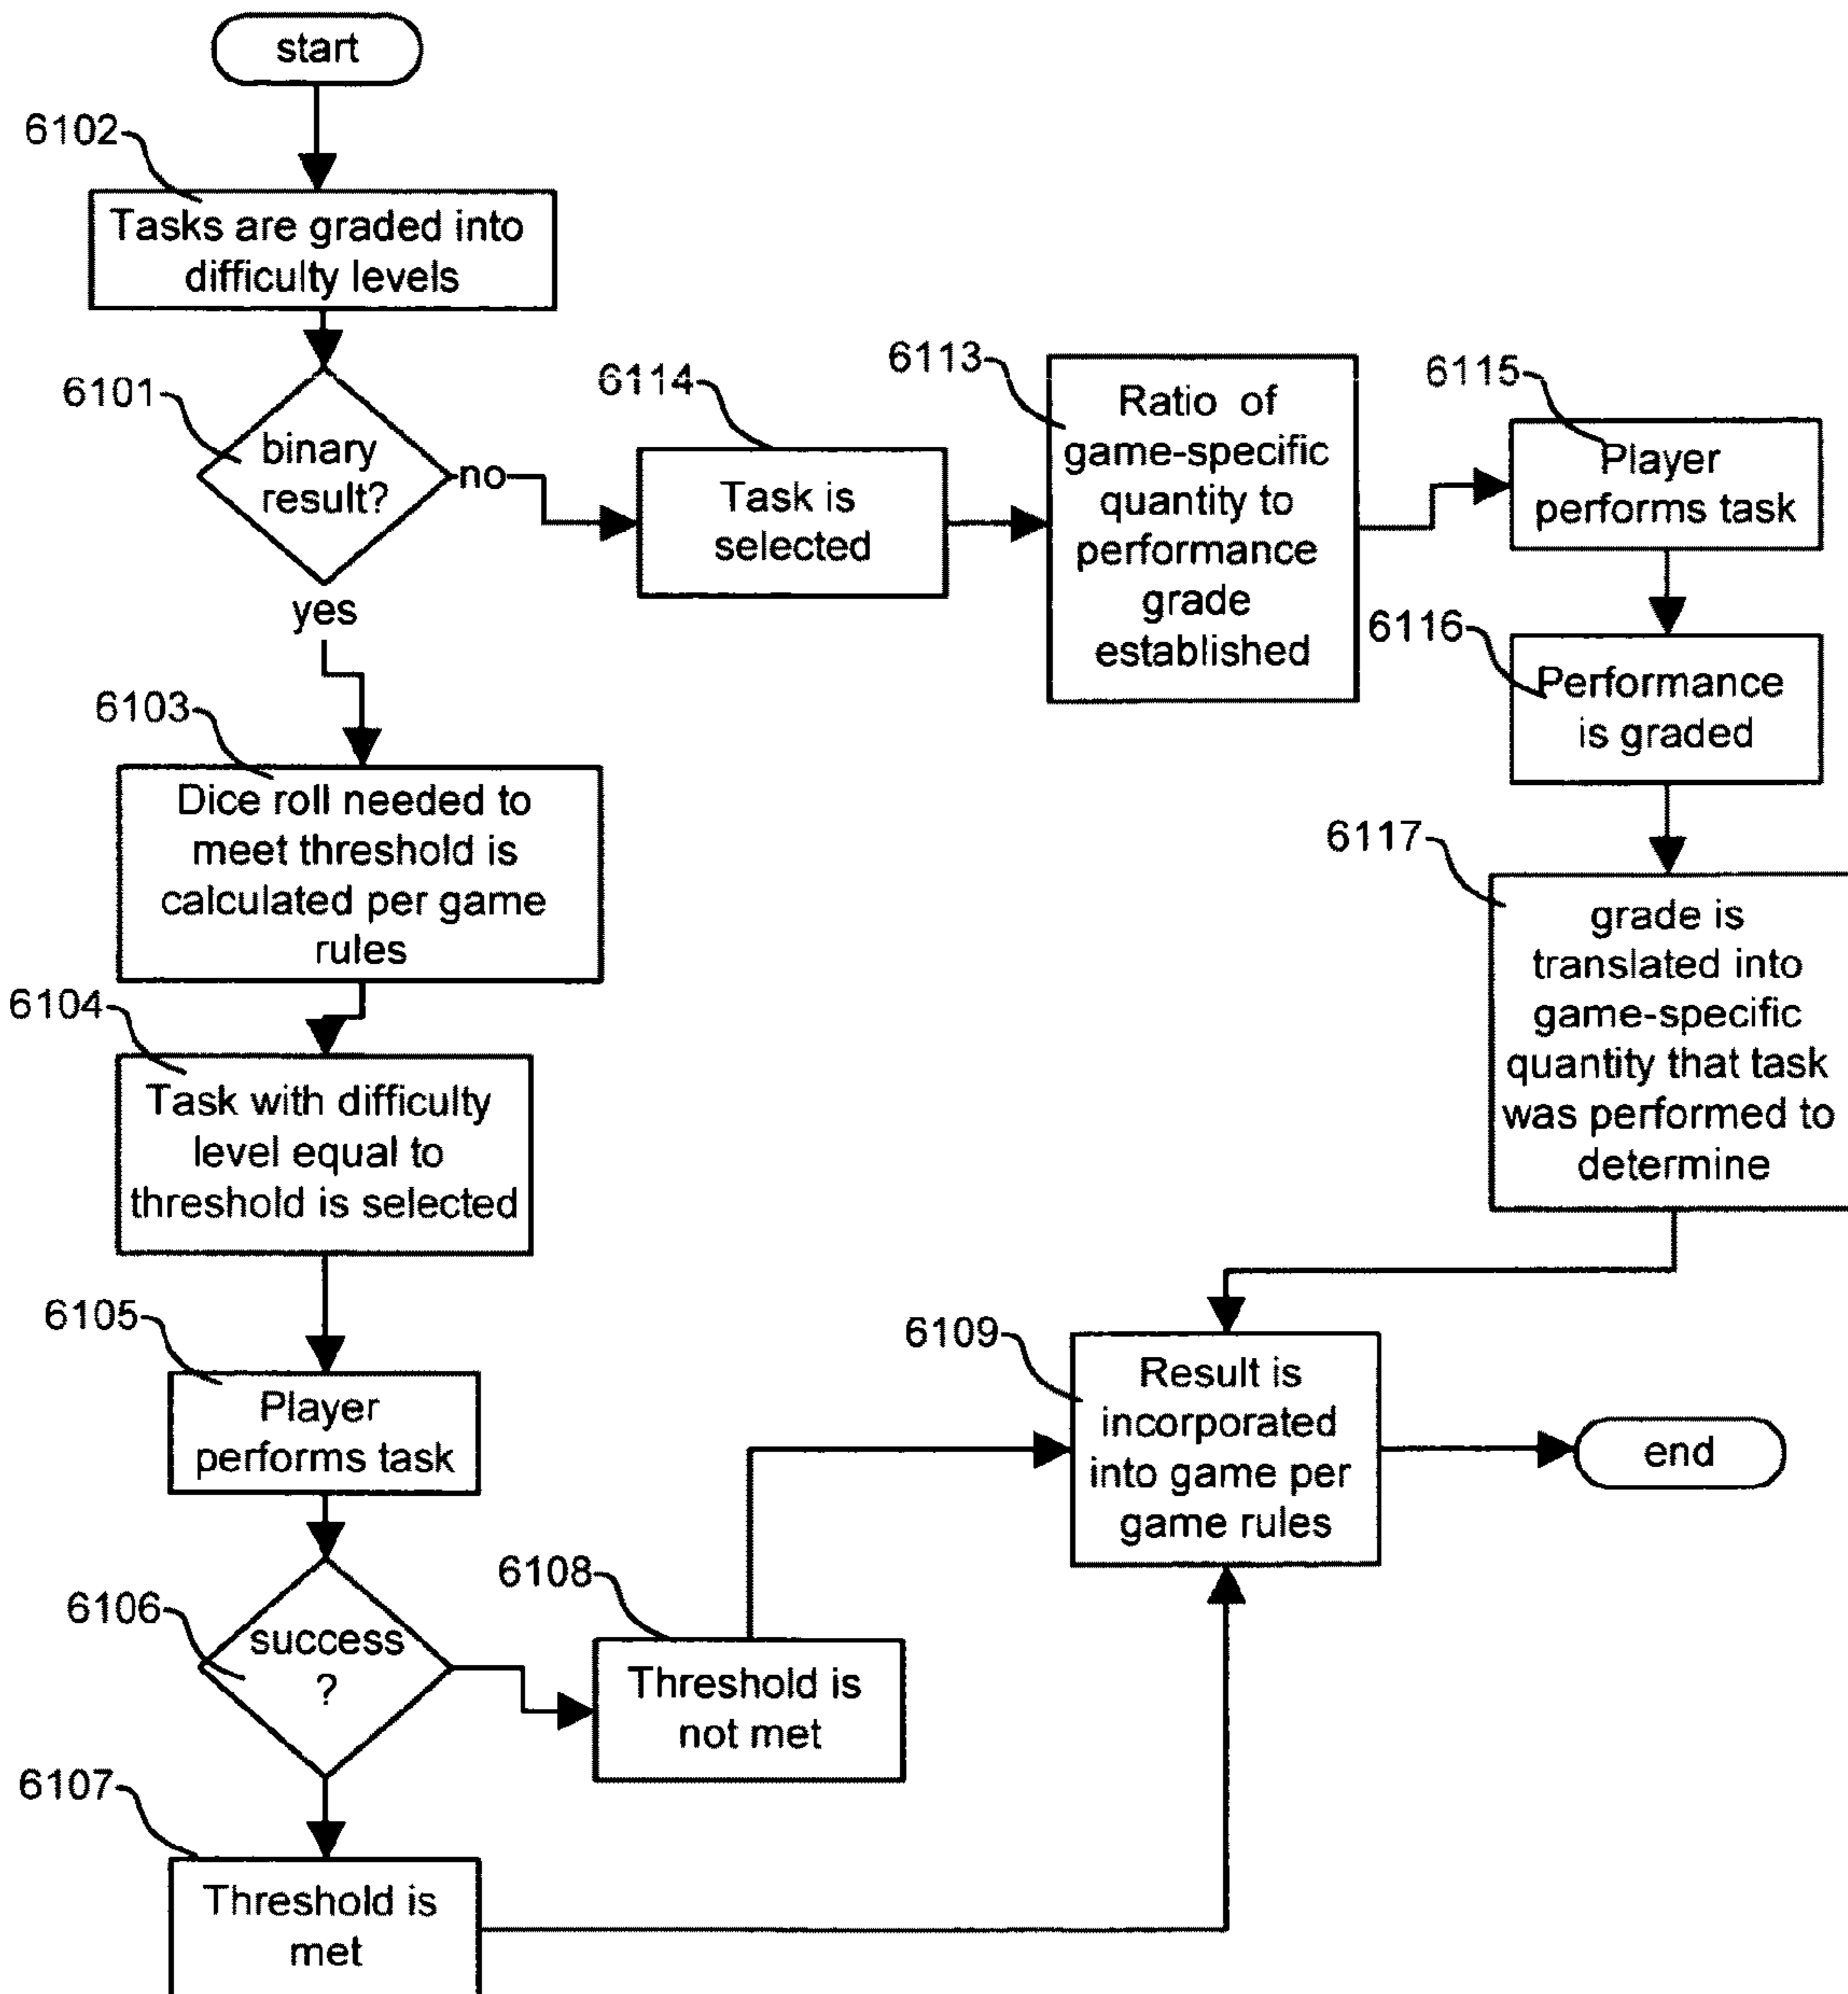 start
6102
Tasks are graded into
difficulty levels
6101
binary
result?
no
yes
6114
Task is
selected
6113
Ratio of
game-specific
quantity to
performance
grade
established
6115
Player
performs task
6116
Performance
is graded
6117
grade is
translated into
game-specific
quantity that task
was performed to
determine
6103
Dice roll needed to
meet threshold is
calculated per game
rules
6104
Task with difficulty
level equal to
threshold is selected
6105
Player
performs task
6106
success
?
6108
Threshold is
not met
6107
Threshold is
met
6109
Result is
incorporated
into game per
game rules
end